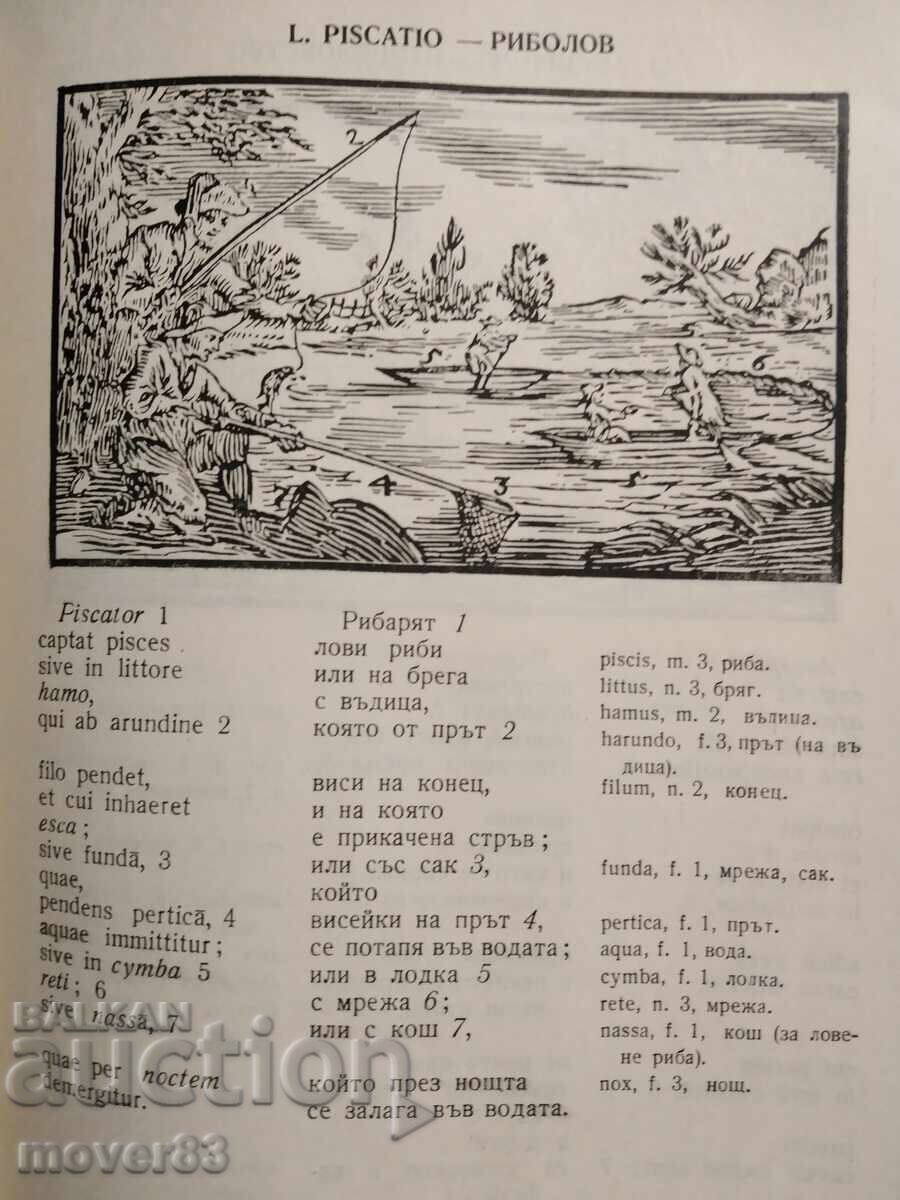 L. PISCATIO — РИБОЛОВ
2
5
6
5
4
3
7
Piscator 1
captat pisces
sive in littore
hamo,
qui ab arundine 2
filo pendet,
et cui inhaeret
esca;
sive fundā, 3
quae,
pendens perticā, 4
aquae immittitur;
sive in cymba 5
reti; 6
sive nassā, 7
quae per noctem
demergitur.
Рибарят 1
лови риби
или на брега
с въдица,
която от прът 2
виси на конец,
и на която
е прикачена стръв;
или със сак 3,
който
висейки на прът 4,
се потапя във водата;
или в лодка 5
с мрежа 6;
или с кош 7,
който през нощта
се залага във водата.
piscis, m. 3, риба.
littus, n. 3, бряг.
hamus, m. 2, въдица.
harundo, f. 3, прът (на въ
дица).
filum, n. 2, конец.
funda, f. 1, мрежа, сак.
pertica, f. 1, прът.
aqua, f. 1, вода.
cymba, f. 1, лодка.
rete, n. 3, мрежа.
nassa, f. 1, кош (за лове-
не риба).
nox, f. 3, нощ.
BALKAN
auction
mover83